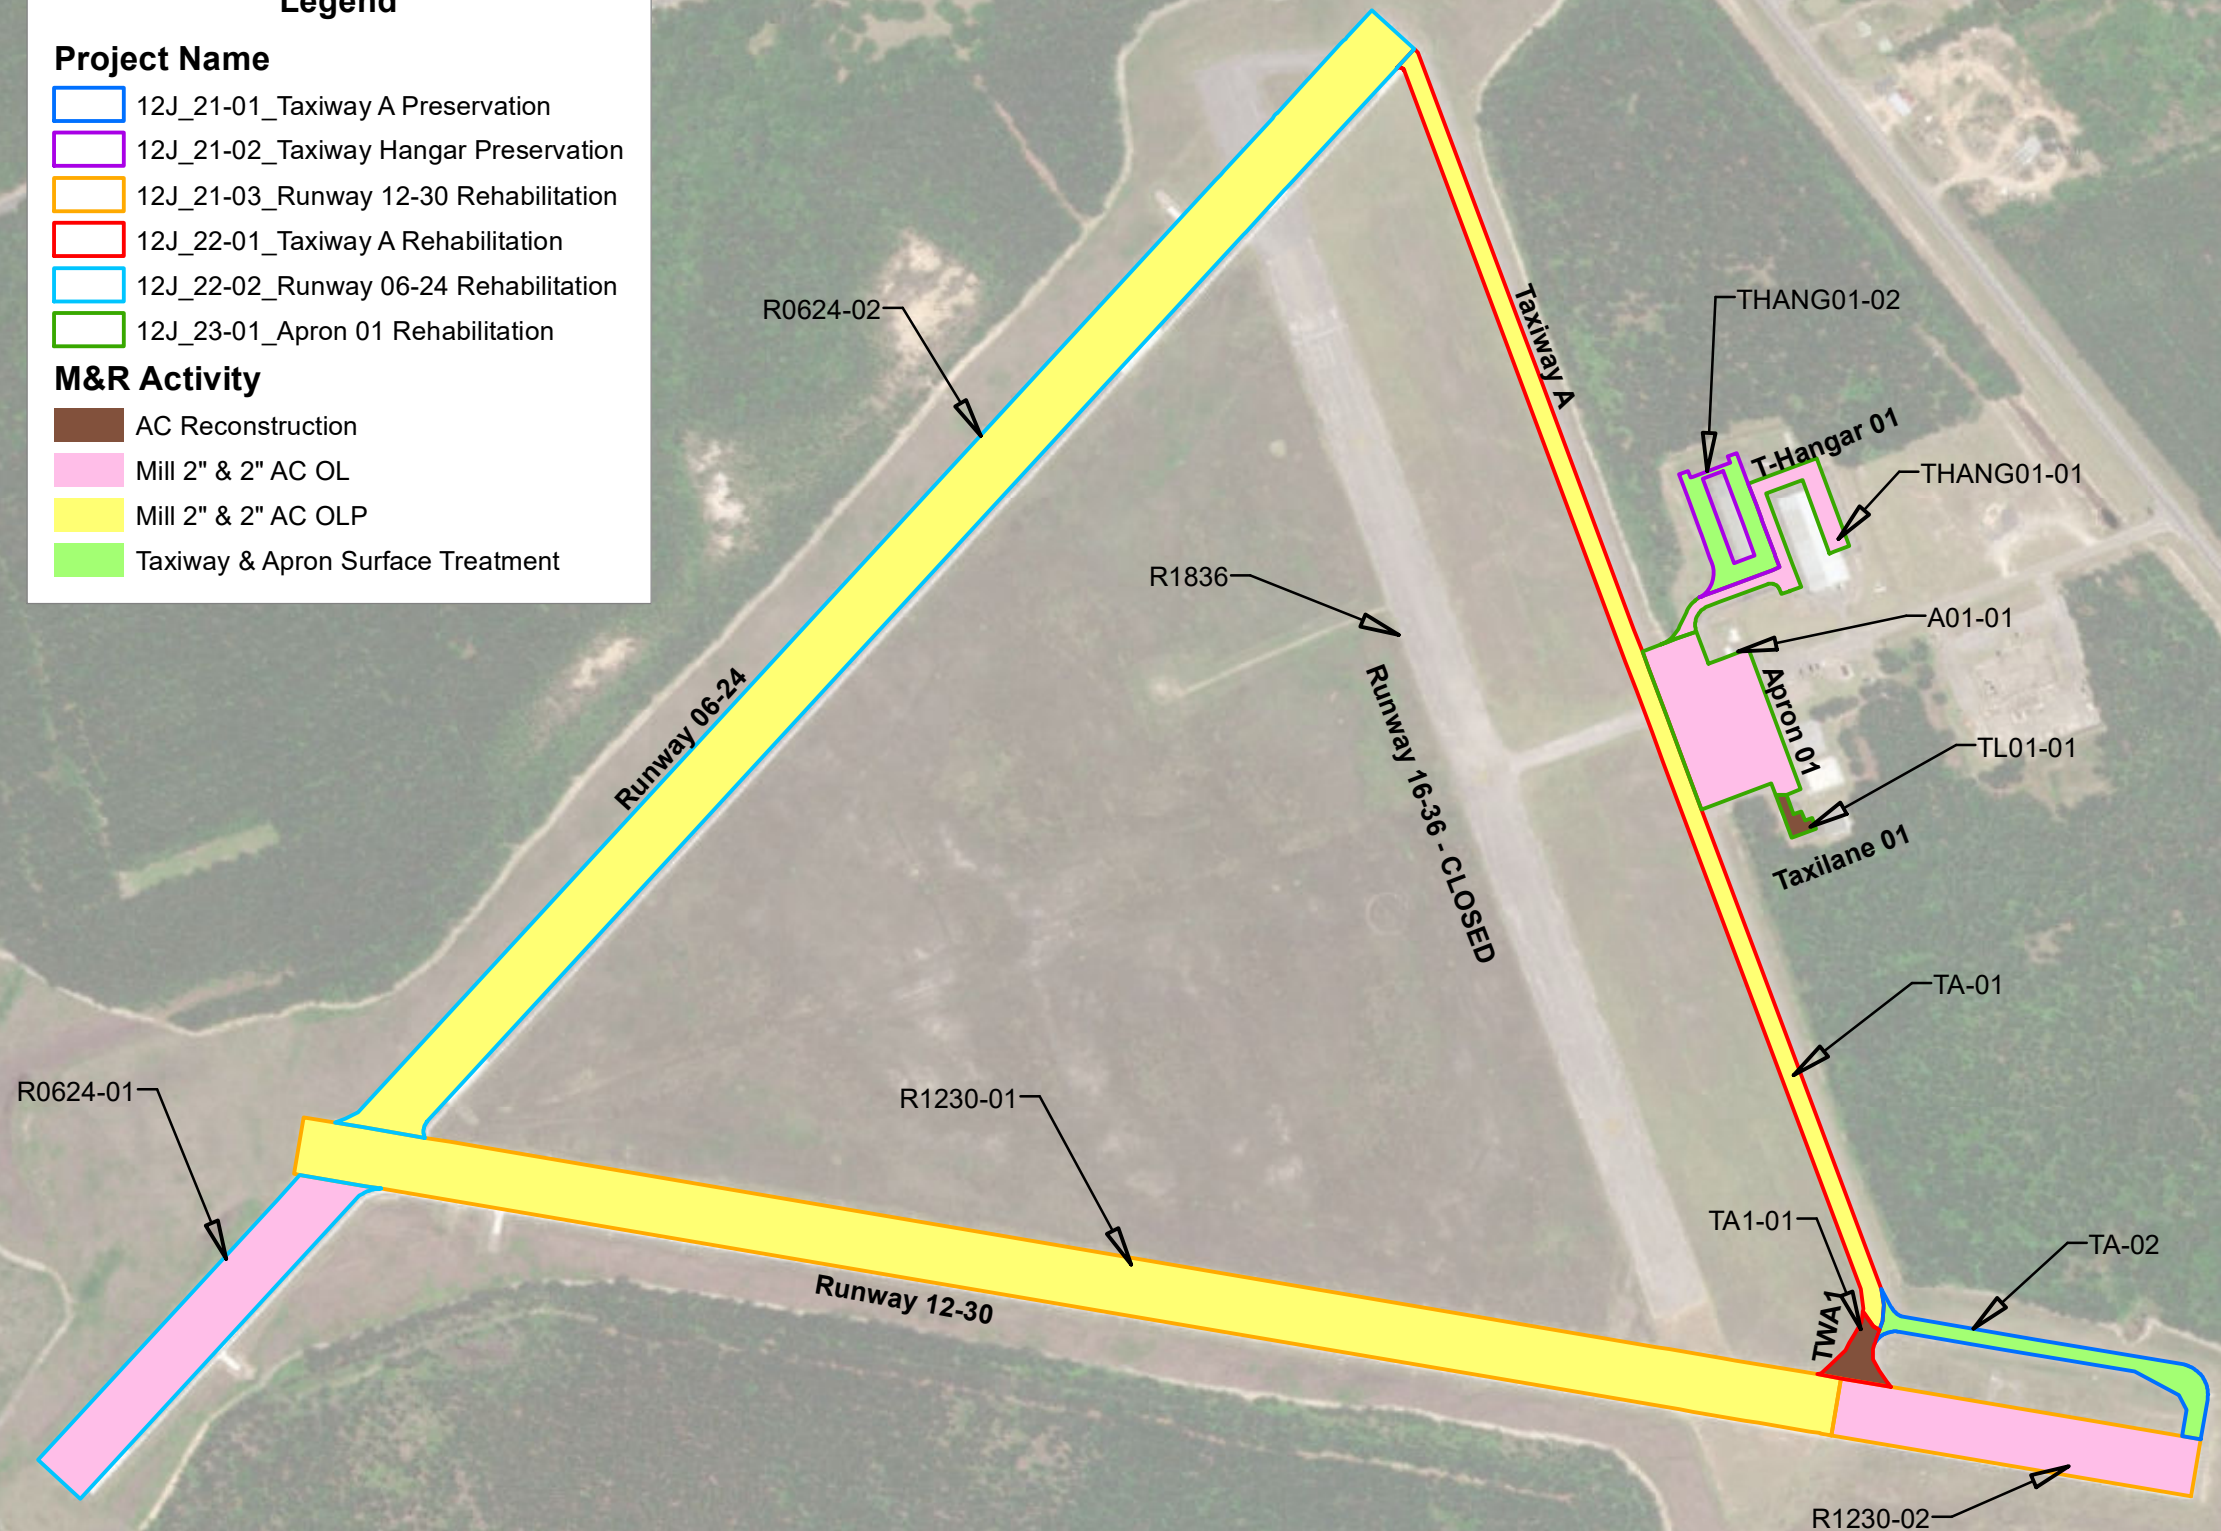 Legend
Project Name
12J_21-01_Taxiway A Preservation
12J_21-02_Taxiway Hangar Preservation
12J_21-03_Runway 12-30 Rehabilitation
12J_22-01_Taxiway A Rehabilitation
12J_22-02_Runway 06-24 Rehabilitation
12J_23-01_Apron 01 Rehabilitation
M&R Activity
AC Reconstruction
Mill 2" & 2" AC OL
Mill 2" & 2" AC OLP
Taxiway & Apron Surface Treatment
R0624-02
Taxiway A
THANG01-02
T-Hangar 01
THANG01-01
R1836
A01-01
Runway 06-24
Runway 16-36 - CLOSED
Apron 01
TL01-01
Taxilane 01
TA-01
R0624-01
R1230-01
TA1-01
TA-02
Runway 12-30
TWA1
R1230-02